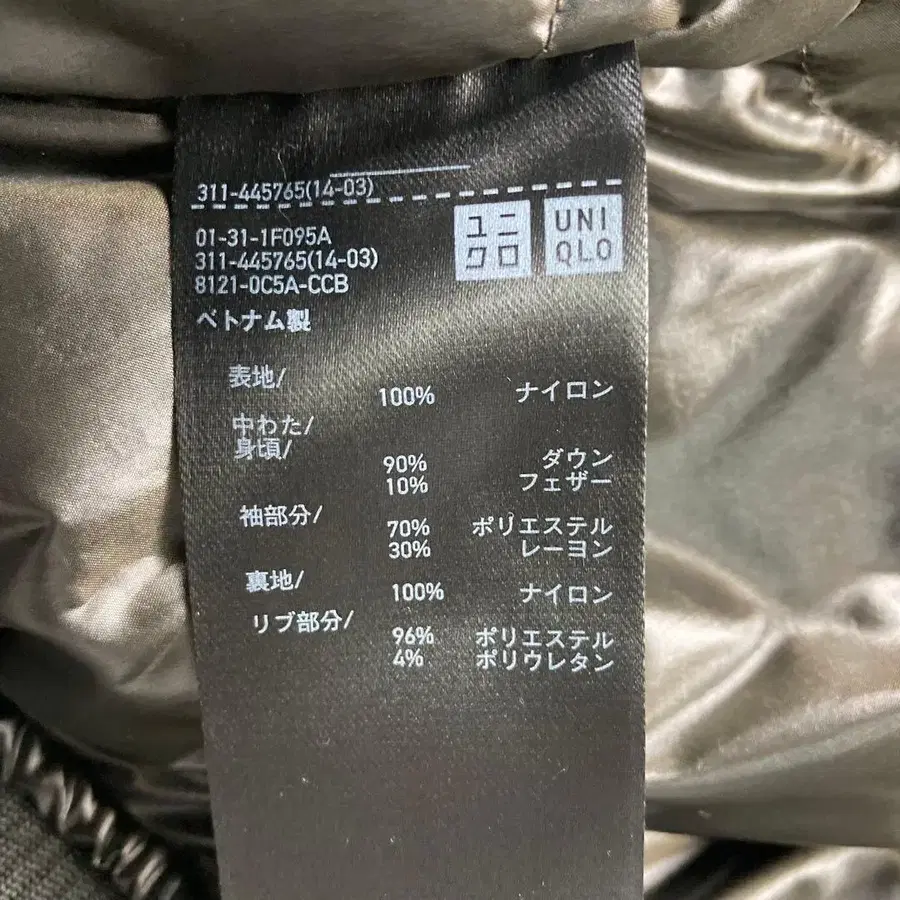 311-445765(14-03)
ユニ
クロ
UNI
QLO
01-31-1F095A
311-445765(14-03)
8121-0C5A-CCB
ベトナム製
表地/
100% ナイロン
中わた/
身頃/
90% ダウン
10% フェザー
袖部分/
70% ポリエステル
30% レーヨン
裏地/
100% ナイロン
リブ部分/
96% ポリエステル
4% ポリウレタン